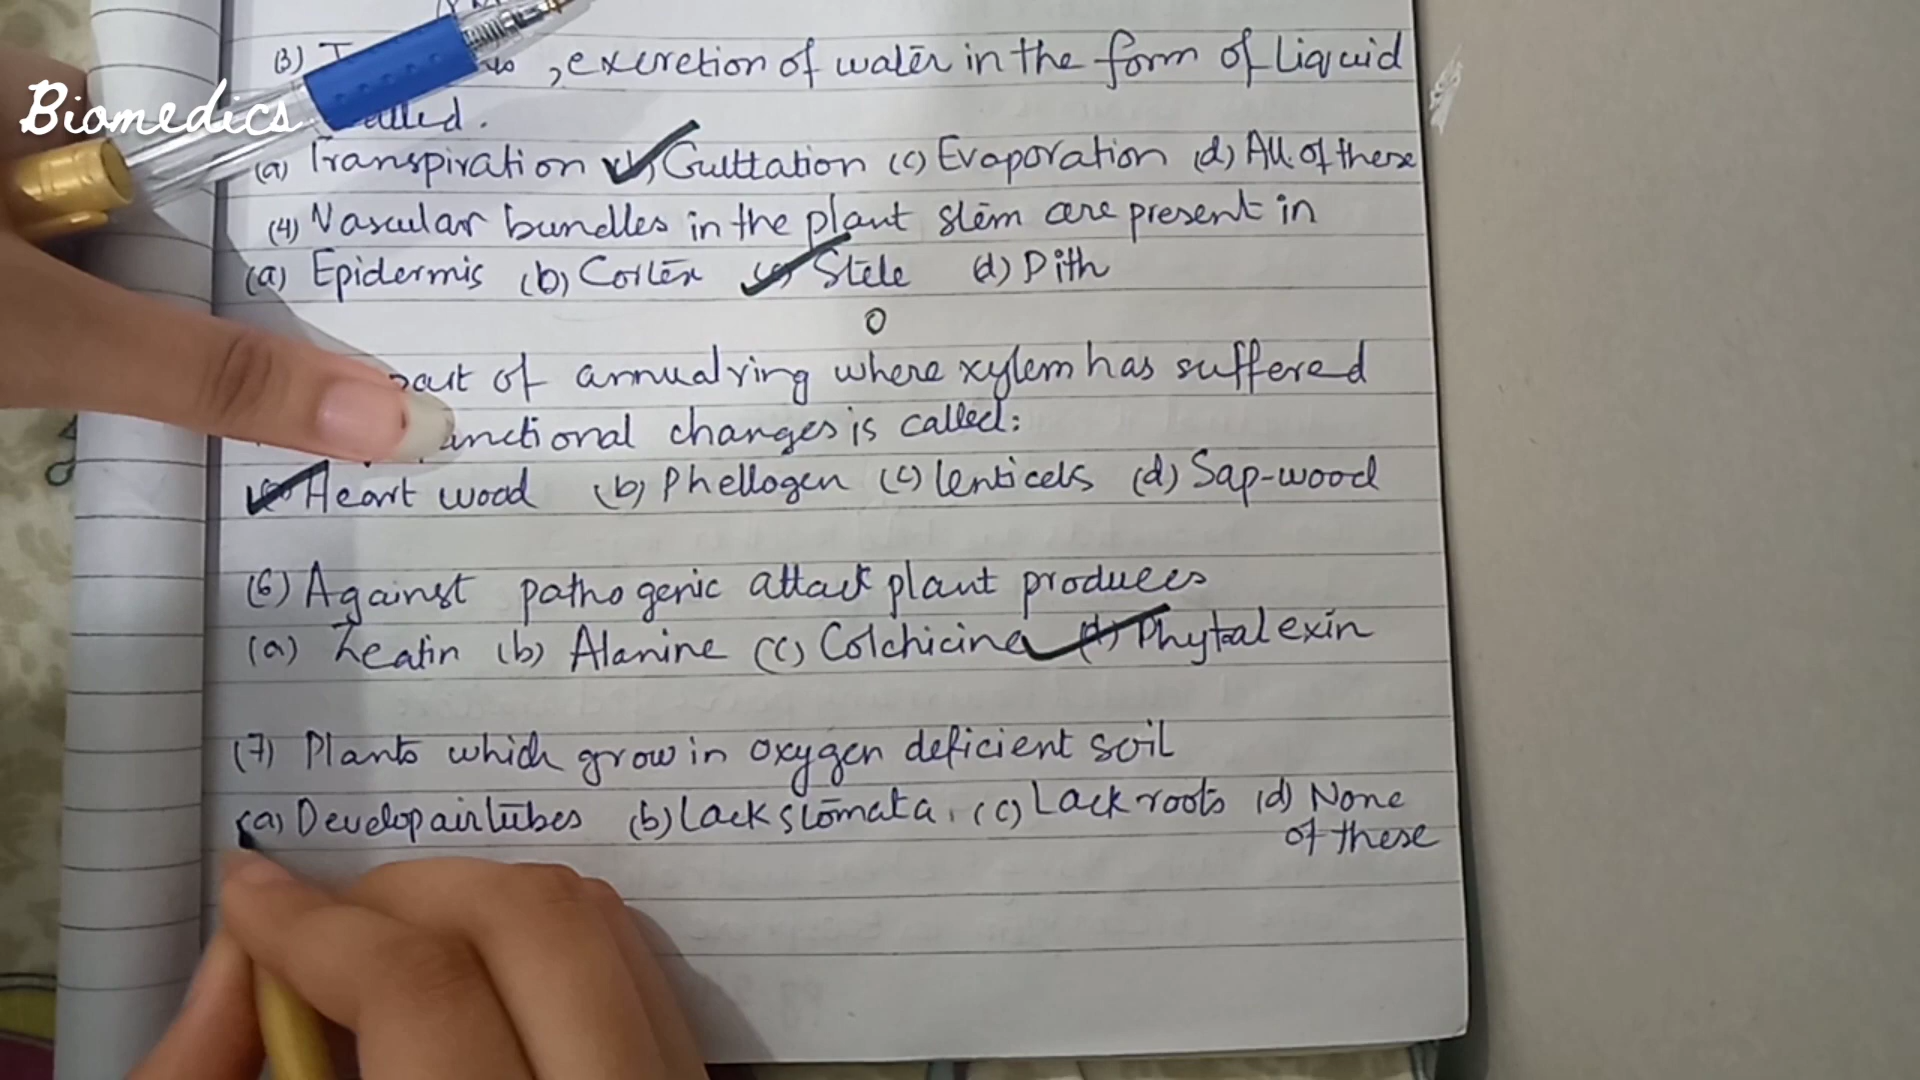 (3) , excretion of water in the form of Liquid
Biomedics
called.
(a) Transpiration (b) Guttation (c) Evaporation (d) All of these
(4) Vascular bundles in the plant stem are present in
(a) Epidermis (b) Cortex (c) Stele (d) Pith
part of annual ring where xylem has suffered
functional changes is called:
(a) Heart wood (b) Phellogen (c) lenticels (d) Sap-wood
(6) Against pathogenic attack plant produces
(a) Zeatin (b) Alanine (c) Colchicine (d) Phytalexin
(7) Plants which grow in oxygen deficient soil
(a) Develop air tubes (b) Lack stomata. (c) Lack roots (d) None
of these